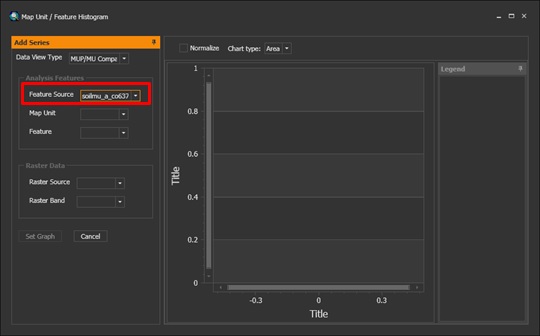 Map Unit / Feature Histogram
Add Series
Data View Type MUP/MU Compa
Analysis Features
Feature Source soilmu_a_co637
Map Unit
Feature
Raster Data
Raster Source
Raster Band
Set Graph Cancel
Normalize Chart type: Area
Legend
1
0.8
0.6
0.4
0.2
0
Title
-0.3 0 0.3
Title